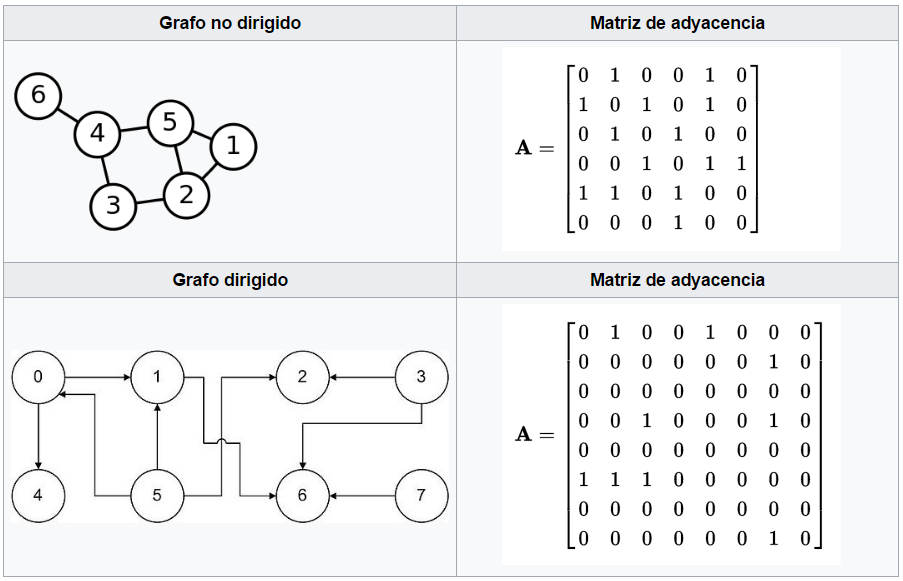 Grafo no dirigido
Matriz de adyacencia
6
4
5
1
3
2
0 1 0 0 1 0
1 0 1 0 1 0
0 1 0 1 0 0
A =
0 0 1 0 1 1
1 1 0 1 0 0
0 0 0 1 0 0
Grafo dirigido
Matriz de adyacencia
0 1 2 3
4 5 6 7
0 1 0 0 1 0 0 0
0 0 0 0 0 0 1 0
0 0 0 0 0 0 0 0
0 0 1 0 0 0 1 0
A =
0 0 0 0 0 0 0 0
1 1 1 0 0 0 0 0
0 0 0 0 0 0 0 0
0 0 0 0 0 0 1 0